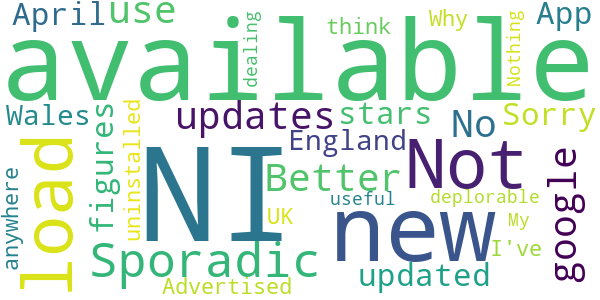 April use dealing think Why Nothing App
available
Wales figures uninstalled updates stars No Sorry
England
anywhere load NI Better Not google
UK useful deplorable
new My
Sporadic I've
updated
Advertised